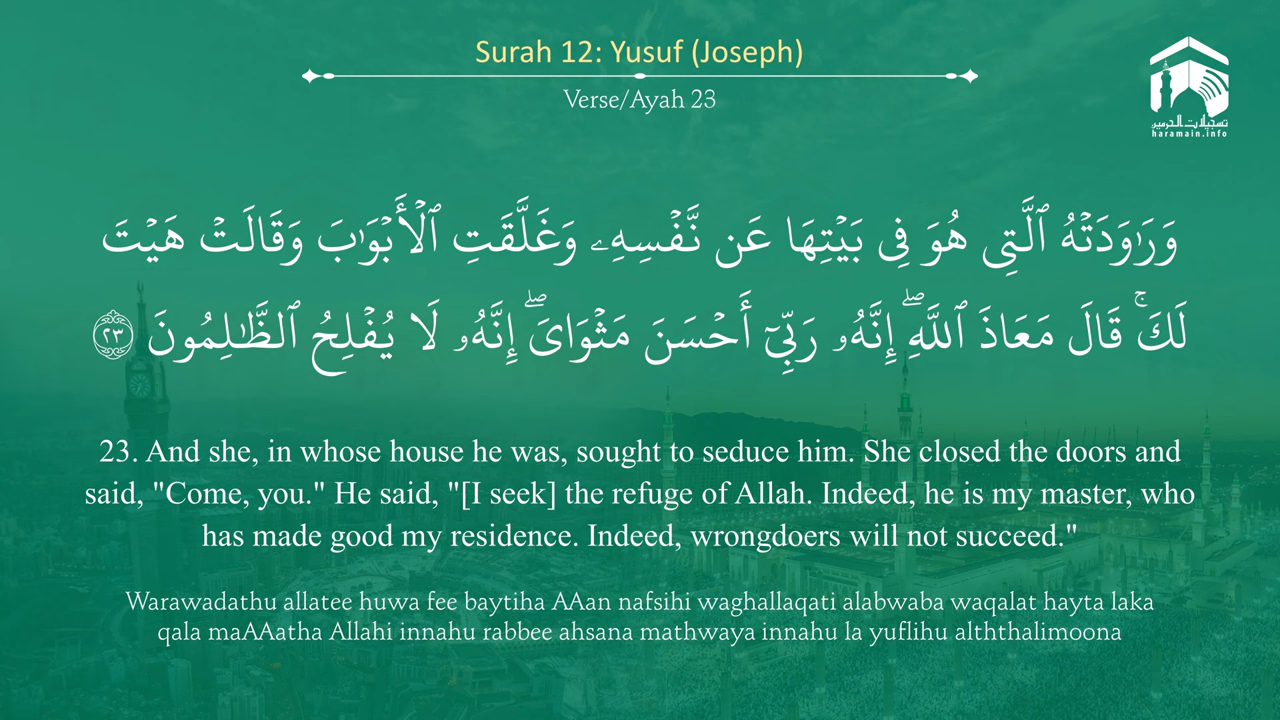 Surah 12: Yusuf (Joseph)
Verse/Ayah 23
تسجيلات الحرمين
haramain.info
وَرَٰوَدَتْهُ ٱلَّتِى هُوَ فِى بَيْتِهَا عَن نَّفْسِهِۦ وَغَلَّقَتِ ٱلْأَبْوَٰبَ وَقَالَتْ هَيْتَ
لَكَ ۚ قَالَ مَعَاذَ ٱللَّهِ ۖ إِنَّهُۥ رَبِّىٓ أَحْسَنَ مَثْوَاىَ ۖ إِنَّهُۥ لَا يُفْلِحُ ٱلظَّـٰلِمُونَ ٢٣
23. And she, in whose house he was, sought to seduce him. She closed the doors and
said, "Come, you." He said, "[I seek] the refuge of Allah. Indeed, he is my master, who
has made good my residence. Indeed, wrongdoers will not succeed."
Warawadathu allatee huwa fee baytiha AAan nafsihi waghallaqati alabwaba waqalat hayta laka
qala maAAatha Allahi innahu rabbee ahsana mathwaya innahu la yuflihu alththalimoona